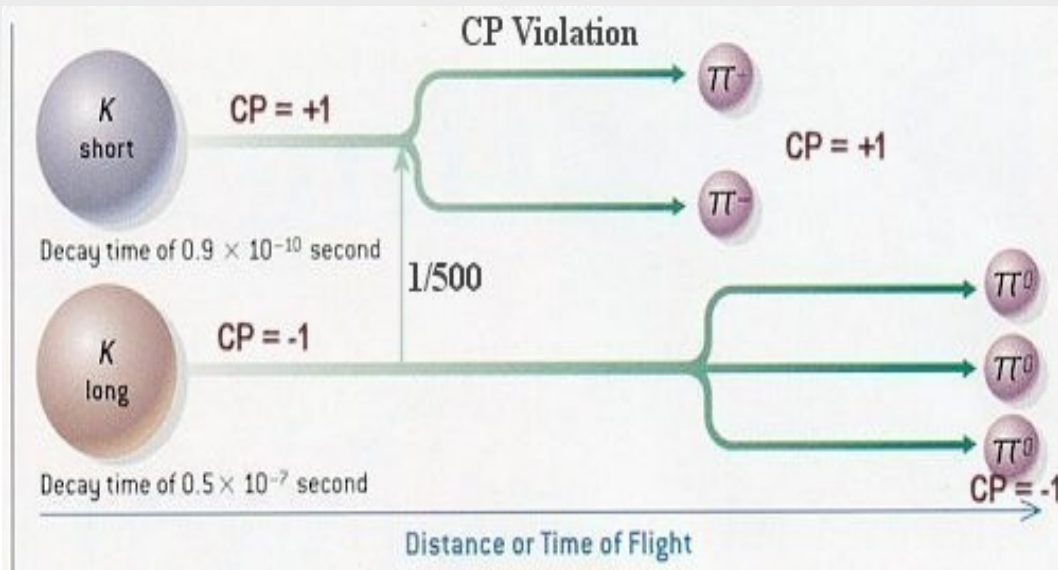 CP Violation
K
short
CP = +1
π+
π−
CP = +1
Decay time of 0.9 × 10⁻¹⁰ second
1/500
K
long
CP = -1
π⁰
π⁰
π⁰
CP = -1
Decay time of 0.5 × 10⁻⁷ second
Distance or Time of Flight